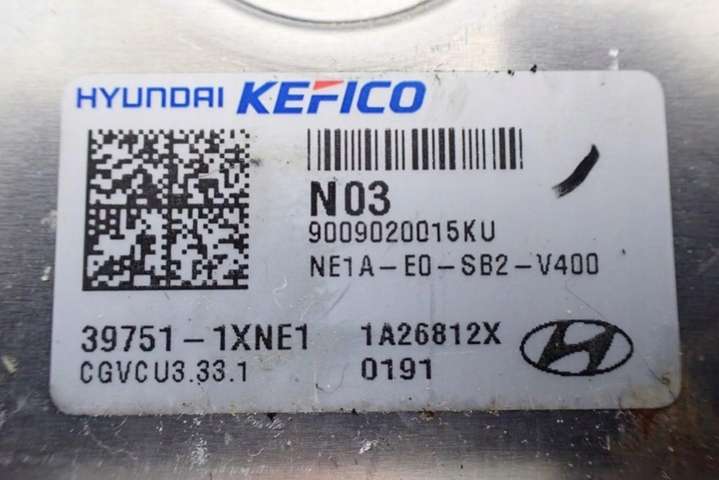 HYUNDAI KEFICO
N03
9009020015KU
NE1A-E0-SB2-V400
39751-1XNE1 1A26812X
CGVCU3.33.1 0191